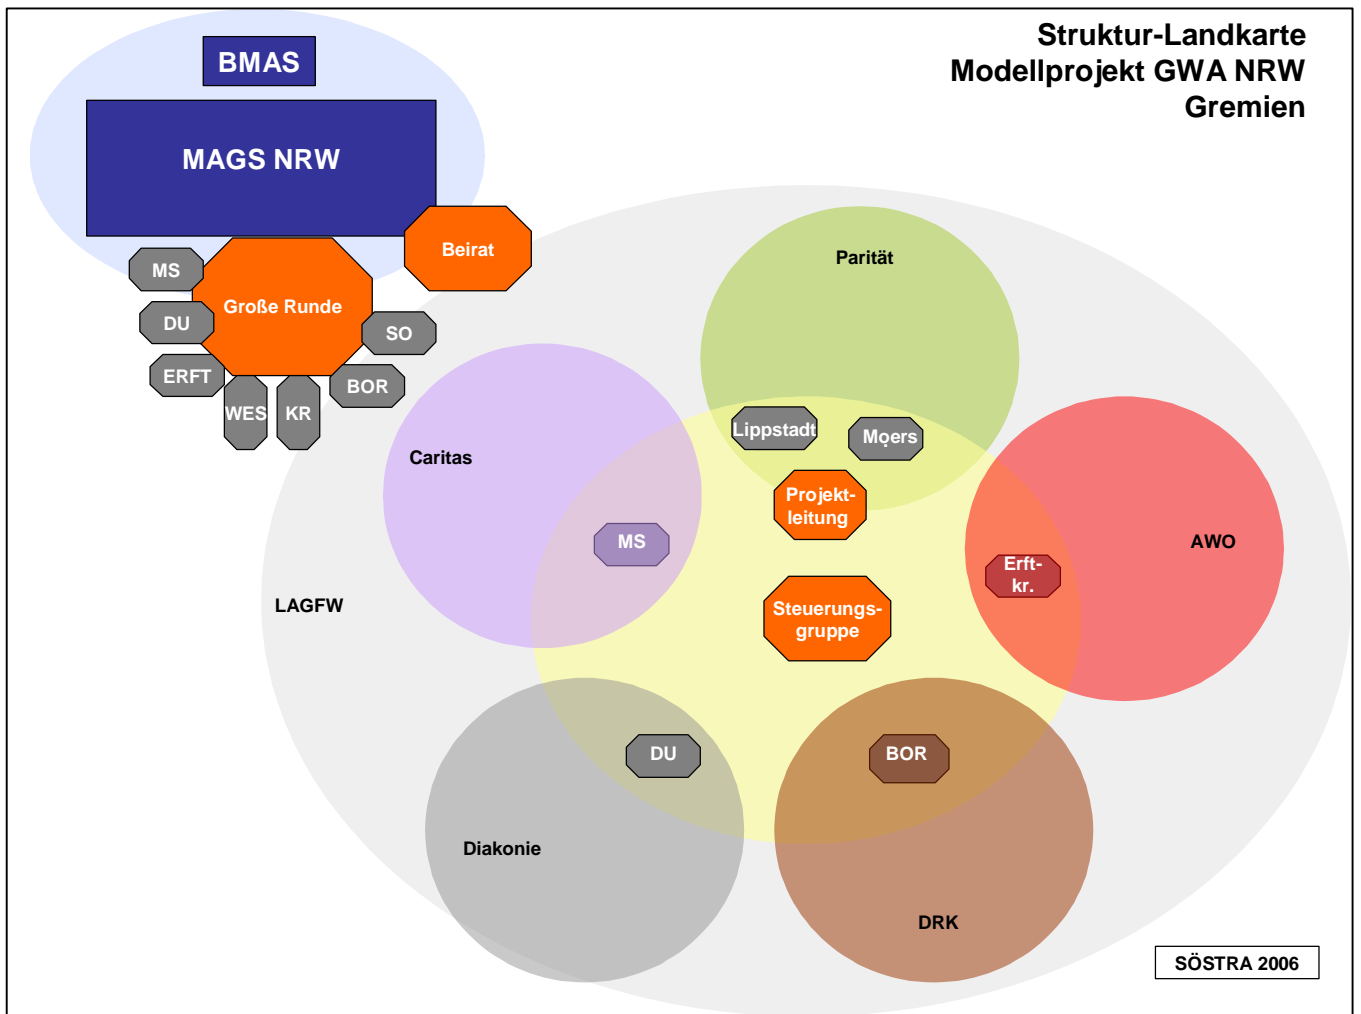 Struktur-Landkarte
Modellprojekt GWA NRW
Gremien
BMAS
MAGS NRW
Beirat
Große Runde
MS
DU
ERFT
WES
KR
BOR
SO
Parität
Lippstadt
Moers
Projekt-
leitung
Caritas
MS
AWO
Erft-
kr.
LAGFW
Steuerungs-
gruppe
DU
BOR
Diakonie
DRK
SÖSTRA 2006